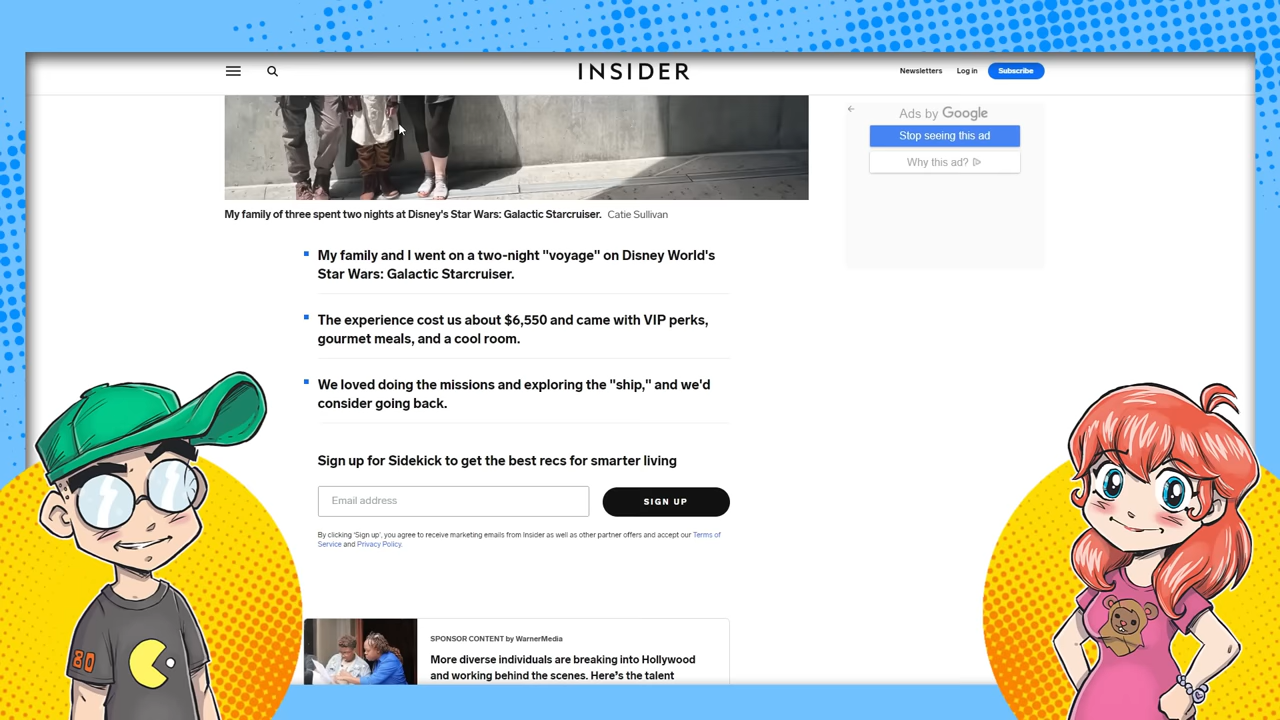 INSIDER
Newsletters
Log in
Subscribe
Ads by Google
Stop seeing this ad
Why this ad?
My family of three spent two nights at Disney's Star Wars: Galactic Starcruiser. Catie Sullivan
My family and I went on a two-night "voyage" on Disney World's
Star Wars: Galactic Starcruiser.
The experience cost us about $6,550 and came with VIP perks,
gourmet meals, and a cool room.
We loved doing the missions and exploring the "ship," and we'd
consider going back.
Sign up for Sidekick to get the best recs for smarter living
Email address
SIGN UP
By clicking 'Sign up', you agree to receive marketing emails from Insider as well as other partner offers and accept our Terms of
Service and Privacy Policy.
SPONSOR CONTENT by WarnerMedia
More diverse individuals are breaking into Hollywood
and working behind the scenes. Here's the talent
80